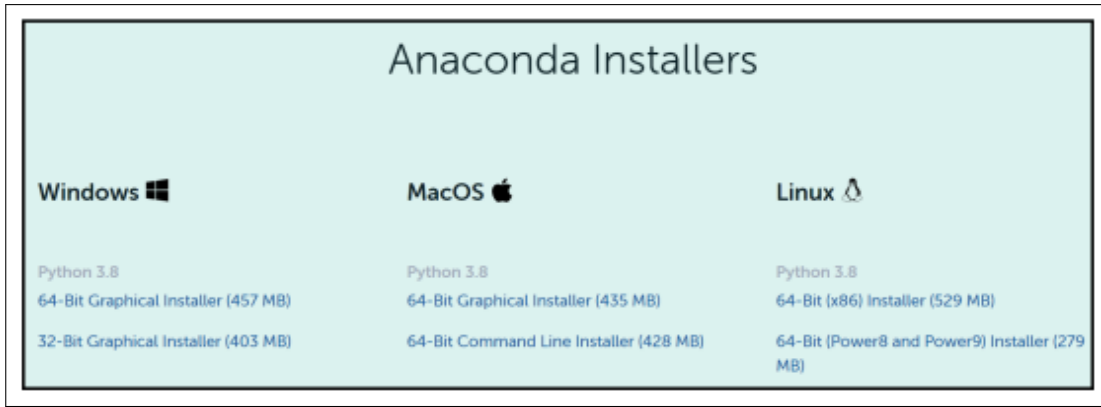 Anaconda Installers
Windows
MacOS
Linux
Python 3.8
64-Bit Graphical Installer (457 MB)
32-Bit Graphical Installer (403 MB)
Python 3.8
64-Bit Graphical Installer (435 MB)
64-Bit Command Line Installer (428 MB)
Python 3.8
64-Bit (x86) Installer (529 MB)
64-Bit (Power8 and Power9) Installer (279
MB)